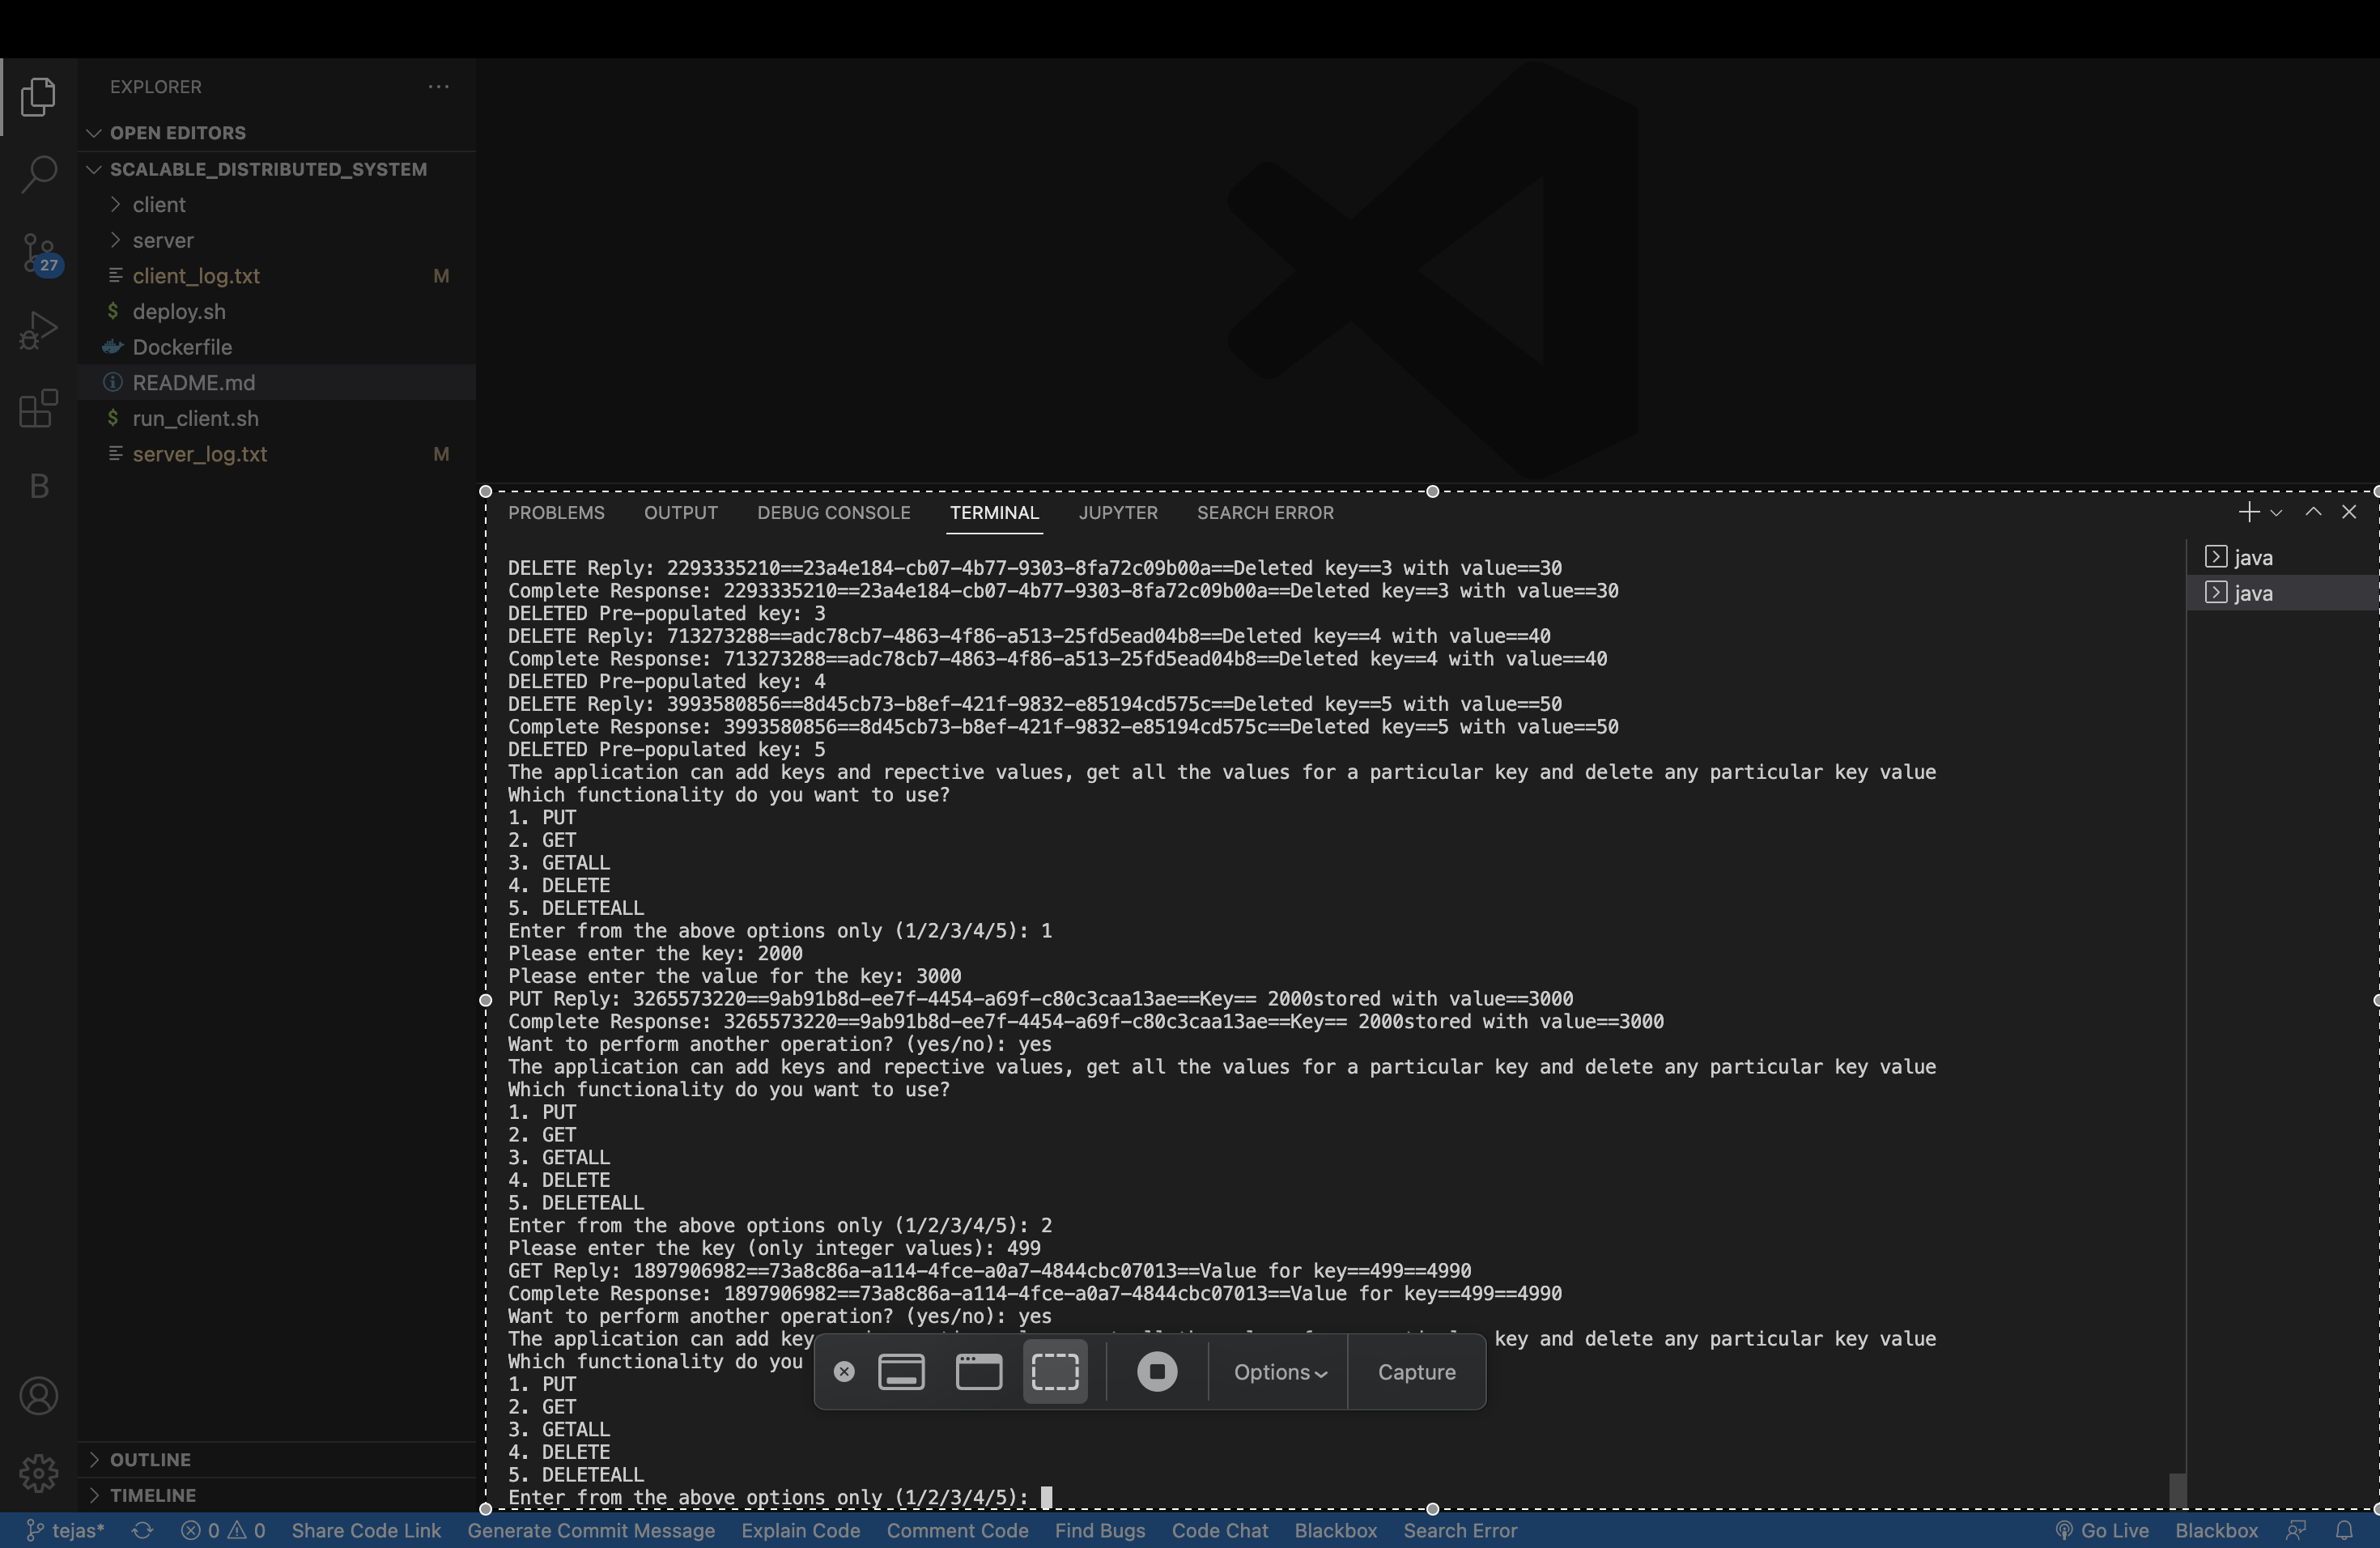 EXPLORER
OPEN EDITORS
SCALABLE_DISTRIBUTED_SYSTEM
client
server
27
client_log.txt M
deploy.sh
Dockerfile
README.md
run_client.sh
server_log.txt M
B
PROBLEMS OUTPUT DEBUG CONSOLE TERMINAL JUPYTER SEARCH ERROR
java
java
DELETE Reply: 2293335210==23a4e184-cb07-4b77-9303-8fa72c09b00a==Deleted key==3 with value==30
Complete Response: 2293335210==23a4e184-cb07-4b77-9303-8fa72c09b00a==Deleted key==3 with value==30
DELETED Pre-populated key: 3
DELETE Reply: 713273288==adc78cb7-4863-4f86-a513-25fd5ead04b8==Deleted key==4 with value==40
Complete Response: 713273288==adc78cb7-4863-4f86-a513-25fd5ead04b8==Deleted key==4 with value==40
DELETED Pre-populated key: 4
DELETE Reply: 3993580856==8d45cb73-b8ef-421f-9832-e85194cd575c==Deleted key==5 with value==50
Complete Response: 3993580856==8d45cb73-b8ef-421f-9832-e85194cd575c==Deleted key==5 with value==50
DELETED Pre-populated key: 5
The application can add keys and repective values, get all the values for a particular key and delete any particular key value
Which functionality do you want to use?
1. PUT
2. GET
3. GETALL
4. DELETE
5. DELETEALL
Enter from the above options only (1/2/3/4/5): 1
Please enter the key: 2000
Please enter the value for the key: 3000
PUT Reply: 3265573220==9ab91b8d-ee7f-4454-a69f-c80c3caa13ae==Key== 2000stored with value==3000
Complete Response: 3265573220==9ab91b8d-ee7f-4454-a69f-c80c3caa13ae==Key== 2000stored with value==3000
Want to perform another operation? (yes/no): yes
The application can add keys and repective values, get all the values for a particular key and delete any particular key value
Which functionality do you want to use?
1. PUT
2. GET
3. GETALL
4. DELETE
5. DELETEALL
Enter from the above options only (1/2/3/4/5): 2
Please enter the key (only integer values): 499
GET Reply: 1897906982==73a8c86a-a114-4fce-a0a7-4844cbc07013==Value for key==499==4990
Complete Response: 1897906982==73a8c86a-a114-4fce-a0a7-4844cbc07013==Value for key==499==4990
Want to perform another operation? (yes/no): yes
The application can add key key and delete any particular key value
Which functionality do you
1. PUT
2. GET
3. GETALL
4. DELETE
5. DELETEALL
Enter from the above options only (1/2/3/4/5):
Options Capture
OUTLINE
TIMELINE
tejas* 0 0 Share Code Link Generate Commit Message Explain Code Comment Code Find Bugs Code Chat Blackbox Search Error Go Live Blackbox